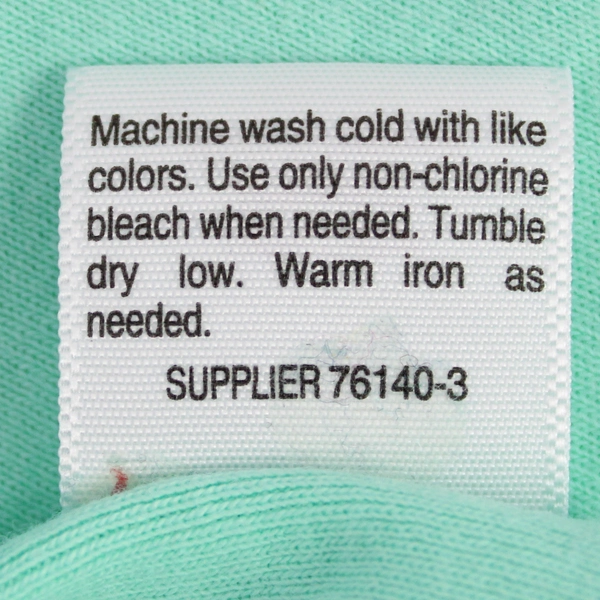 Machine wash cold with like
colors. Use only non-chlorine
bleach when needed. Tumble
dry low. Warm iron as
needed.
SUPPLIER 76140-3